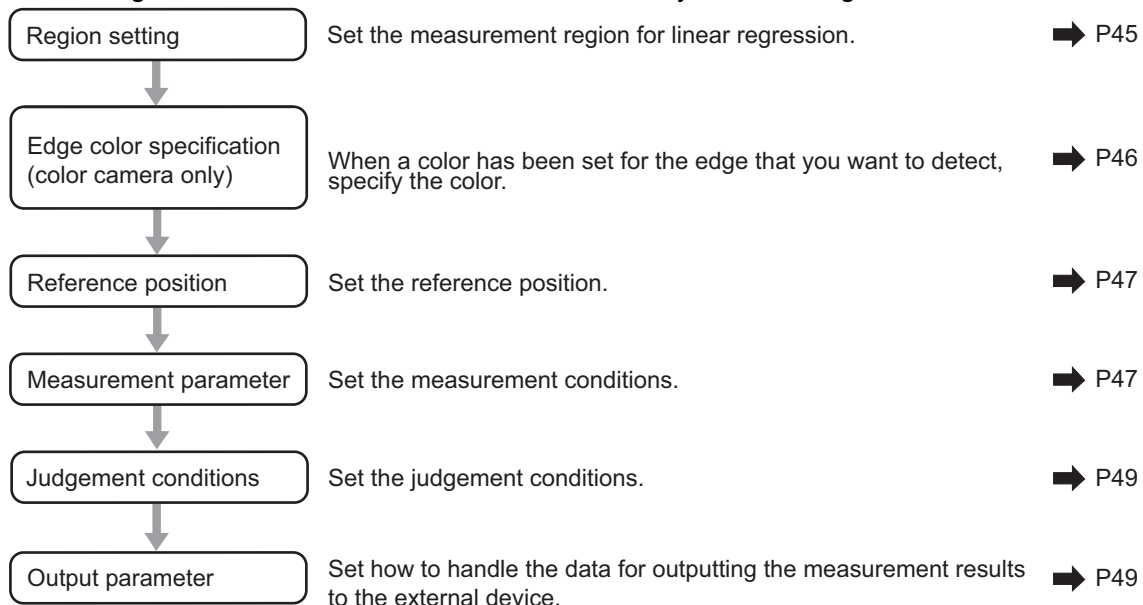 Region setting
Set the measurement region for linear regression.
P45
Edge color specification
(color camera only)
When a color has been set for the edge that you want to detect,
specify the color.
P46
Reference position
Set the reference position.
P47
Measurement parameter
Set the measurement conditions.
P47
Judgement conditions
Set the judgement conditions.
P49
Output parameter
Set how to handle the data for outputting the measurement results
to the external device.
P49